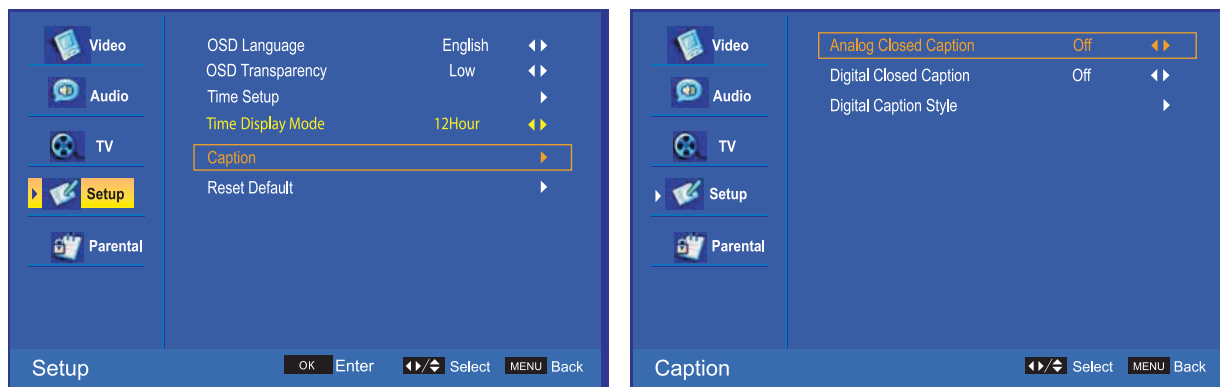 Video
Audio
TV
Setup
Parental
OSD Language English
OSD Transparency Low
Time Setup
Time Display Mode 12Hour
Caption
Reset Default
Setup OK Enter Select MENU Back
Video
Audio
TV
Setup
Parental
Analog Closed Caption Off
Digital Closed Caption Off
Digital Caption Style
Caption Select MENU Back